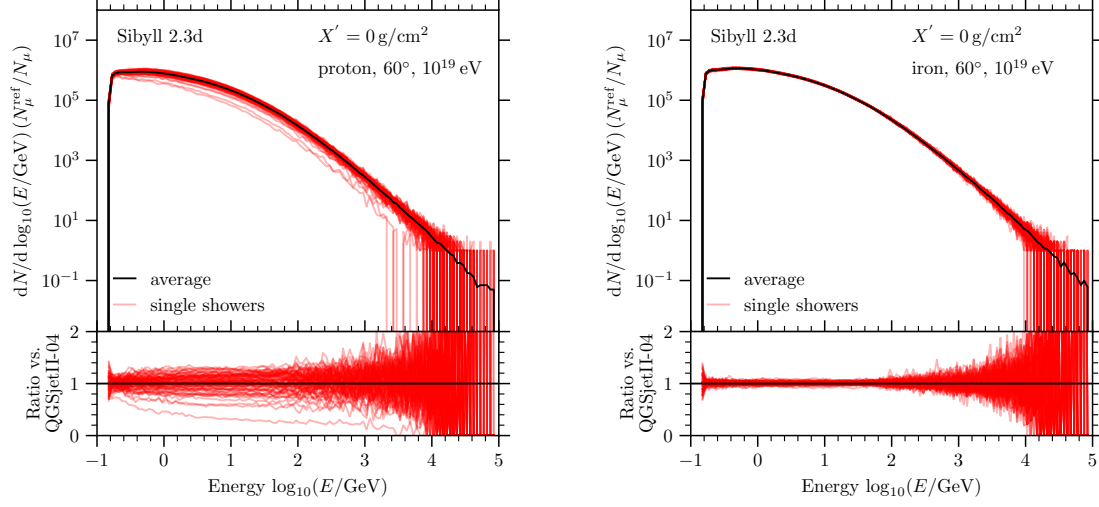 10⁷
10⁵
10³
10¹
10⁻¹
dN/d log₁₀(E/GeV) (N_μ^ref/N_μ)
Sibyll 2.3d
X′ = 0 g/cm²
proton, 60°, 10¹⁹ eV
average
single showers
2
1
0
Ratio vs.
QGSjetII-04
−1 0 1 2 3 4 5
Energy log₁₀(E/GeV)
10⁷
10⁵
10³
10¹
10⁻¹
dN/d log₁₀(E/GeV) (N_μ^ref/N_μ)
Sibyll 2.3d
X′ = 0 g/cm²
iron, 60°, 10¹⁹ eV
average
single showers
2
1
0
Ratio vs.
QGSjetII-04
−1 0 1 2 3 4 5
Energy log₁₀(E/GeV)